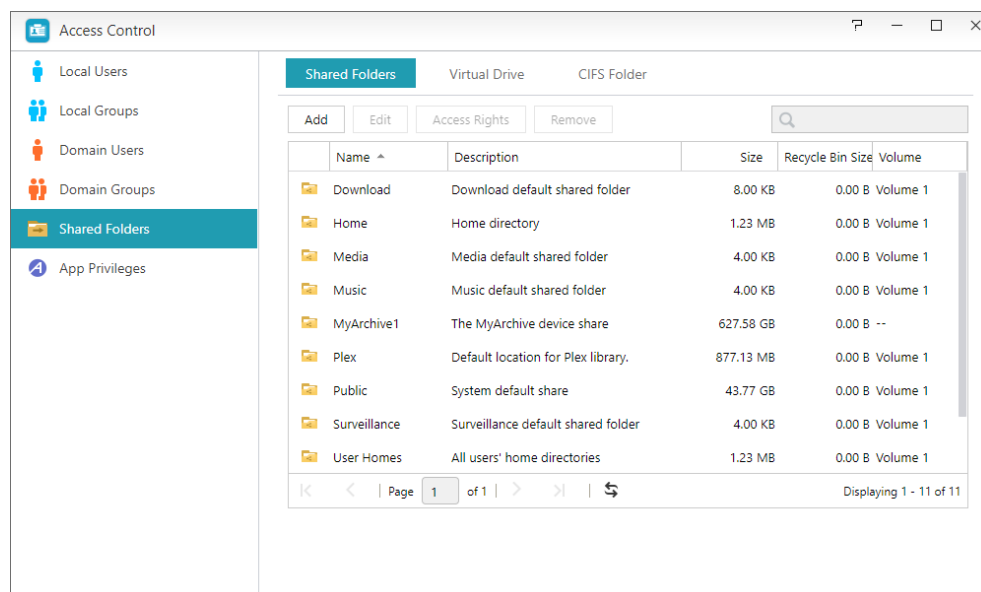 Access Control
Local Users
Local Groups
Domain Users
Domain Groups
Shared Folders
App Privileges
Shared Folders Virtual Drive CIFS Folder
Add Edit Access Rights Remove
Name Description Size Recycle Bin Size Volume
Download Download default shared folder 8.00 KB 0.00 B Volume 1
Home Home directory 1.23 MB 0.00 B Volume 1
Media Media default shared folder 4.00 KB 0.00 B Volume 1
Music Music default shared folder 4.00 KB 0.00 B Volume 1
MyArchive1 The MyArchive device share 627.58 GB 0.00 B --
Plex Default location for Plex library. 877.13 MB 0.00 B Volume 1
Public System default share 43.77 GB 0.00 B Volume 1
Surveillance Surveillance default shared folder 4.00 KB 0.00 B Volume 1
User Homes All users' home directories 1.23 MB 0.00 B Volume 1
Page 1 of 1 Displaying 1 - 11 of 11